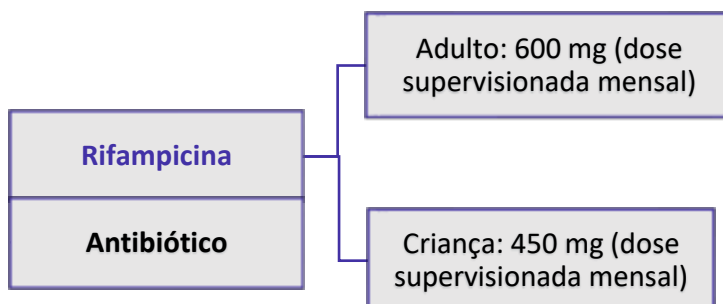 Rifampicina
Antibiótico
Adulto: 600 mg (dose
supervisionada mensal)
Criança: 450 mg (dose
supervisionada mensal)